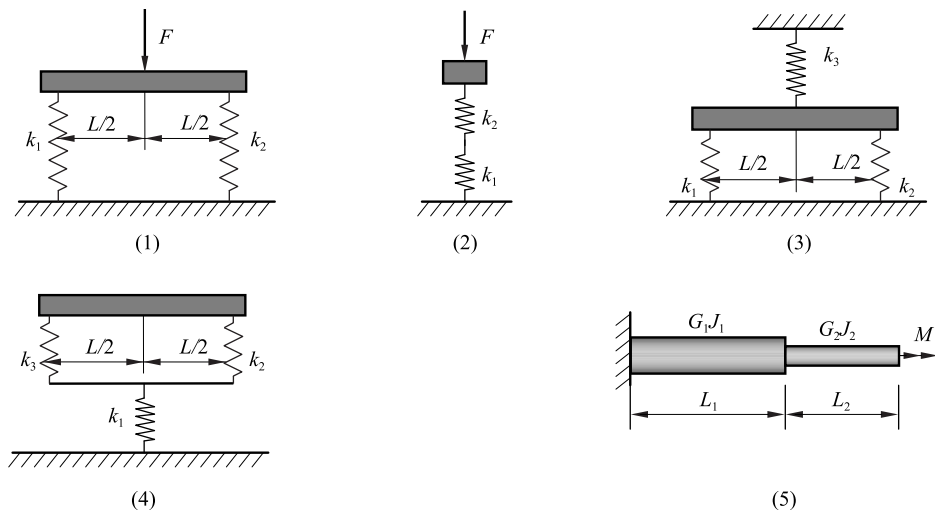 F
F
k₃
L/2 L/2
k₁ k₂
k₂
k₁
L/2 L/2
k₁ k₂
(1) (2) (3)
L/2 L/2
k₃ k₂
k₁
G₁J₁ G₂J₂ M
L₁ L₂
(4) (5)